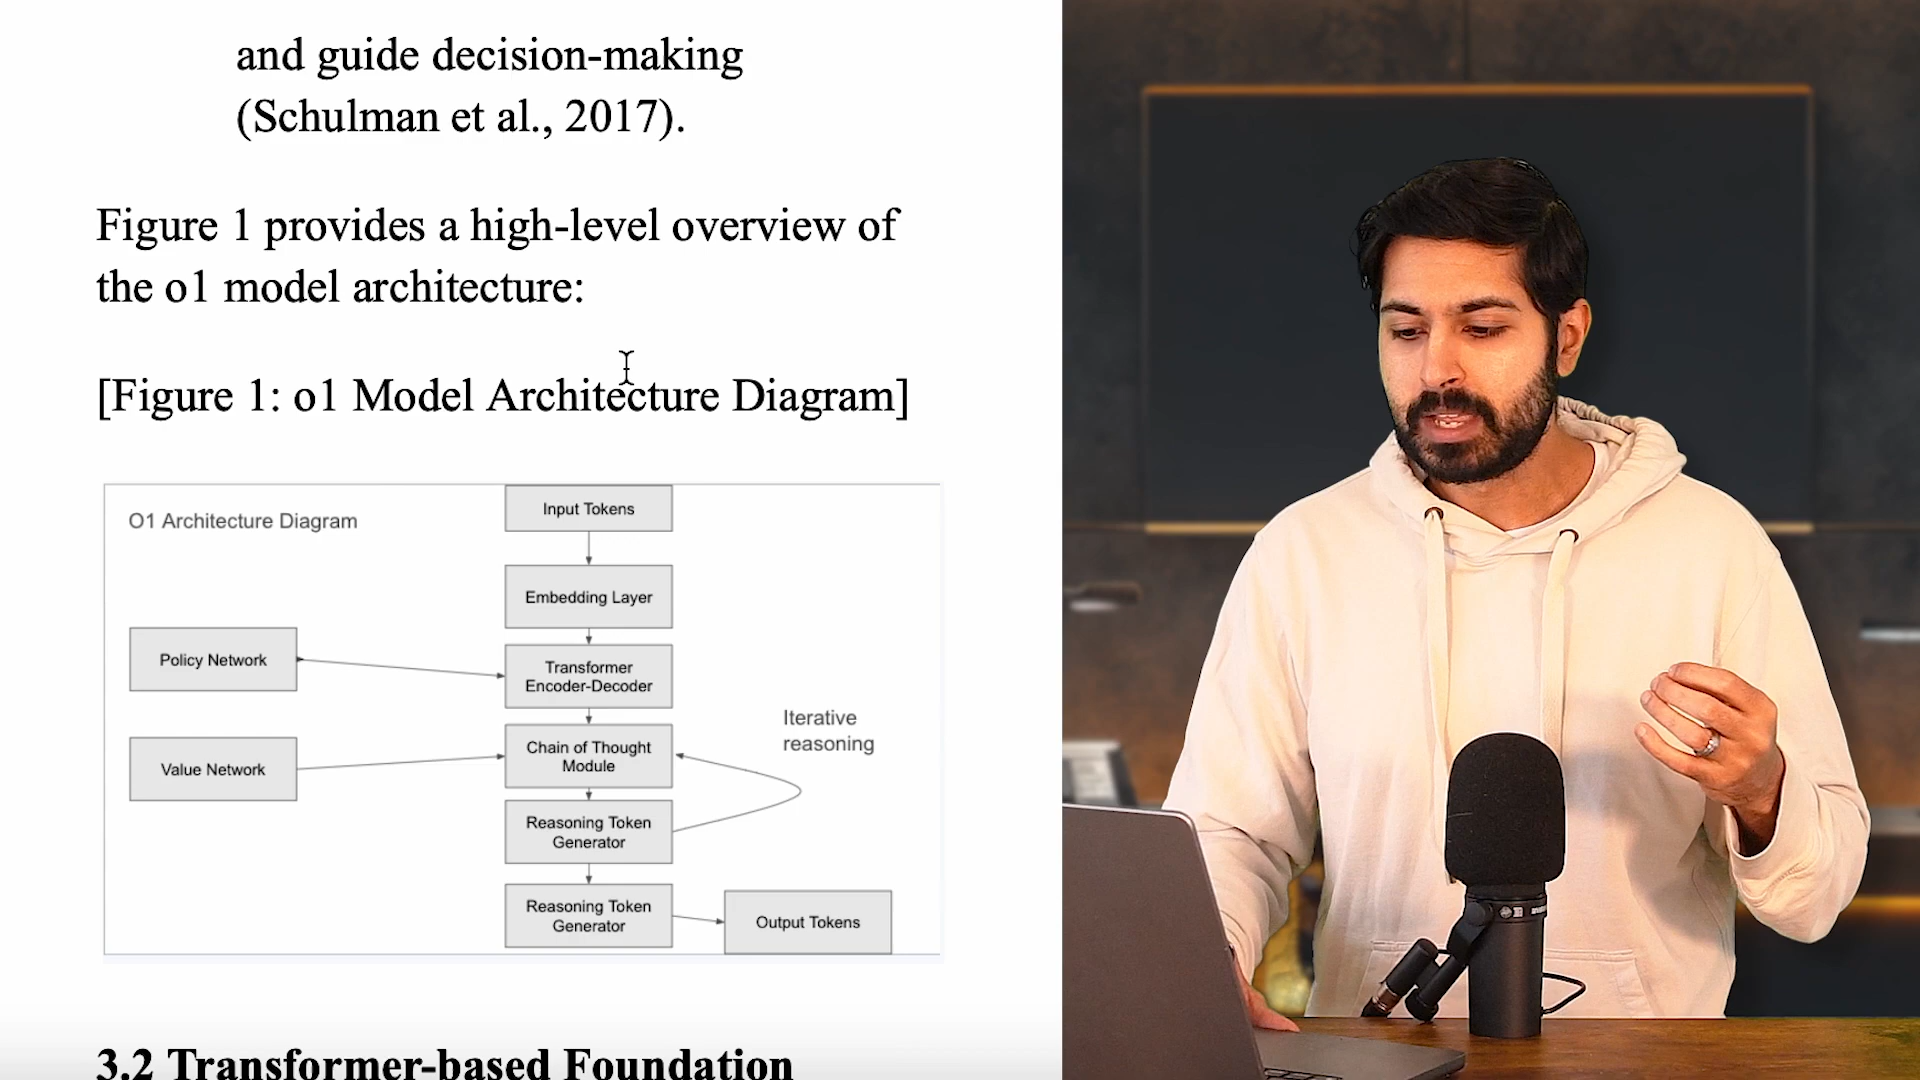 and guide decision-making
(Schulman et al., 2017).
Figure 1 provides a high-level overview of
the o1 model architecture:
[Figure 1: o1 Model Architecture Diagram]
O1 Architecture Diagram
Input Tokens
Embedding Layer
Policy Network
Transformer
Encoder-Decoder
Iterative
reasoning
Chain of Thought
Module
Value Network
Reasoning Token
Generator
Reasoning Token
Generator
Output Tokens
3.2 Transformer-based Foundation